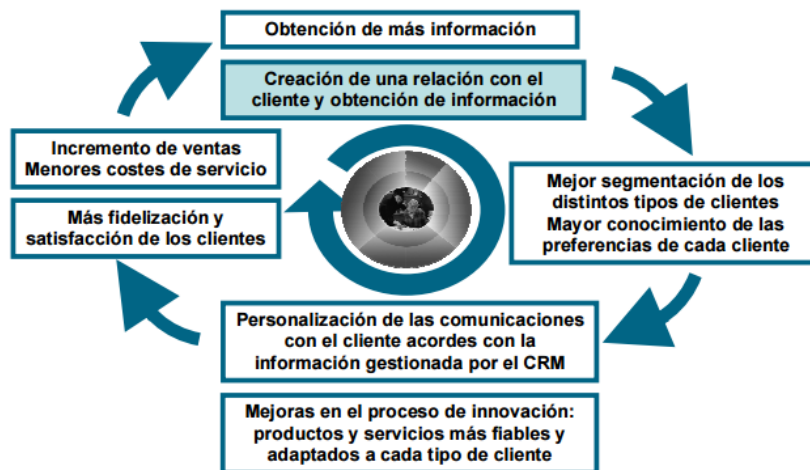 Obtención de más información
Creación de una relación con el
cliente y obtención de información
Incremento de ventas
Menores costes de servicio
Más fidelización y
satisfacción de los clientes
Mejor segmentación de los
distintos tipos de clientes
Mayor conocimiento de las
preferencias de cada cliente
Personalización de las comunicaciones
con el cliente acordes con la
información gestionada por el CRM
Mejoras en el proceso de innovación:
productos y servicios más fiables y
adaptados a cada tipo de cliente